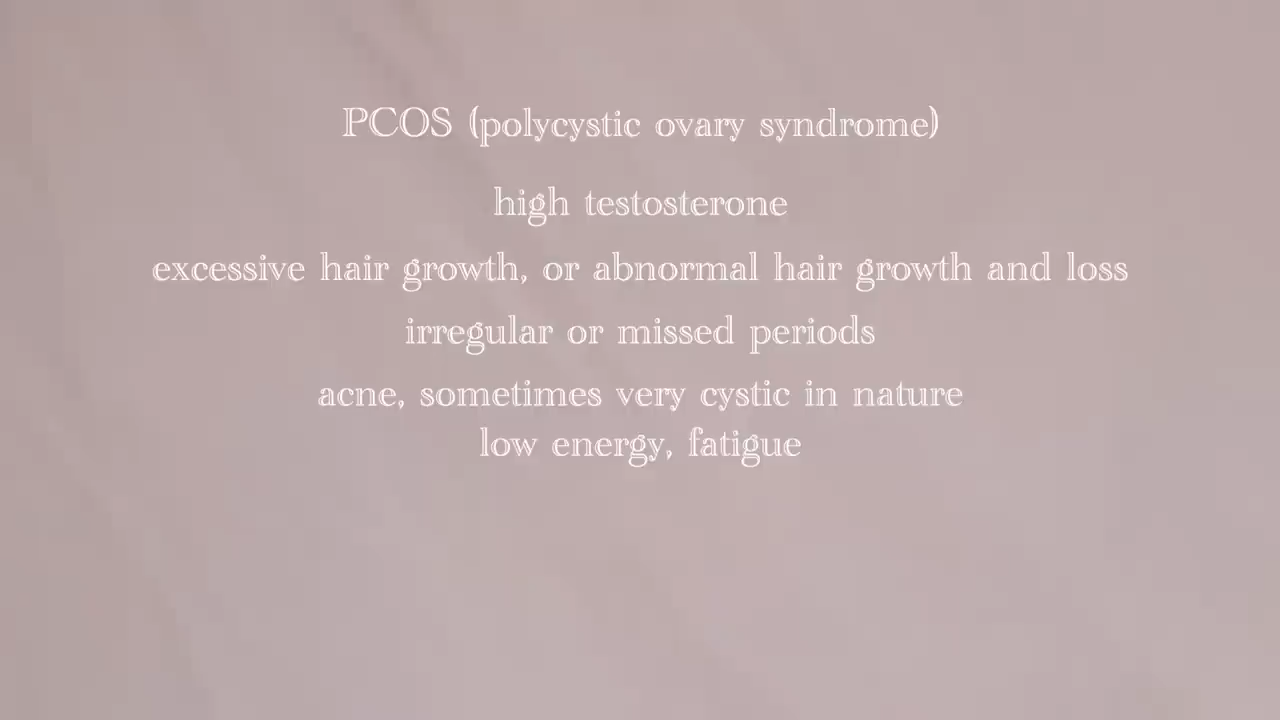 PCOS (polycystic ovary syndrome)
high testosterone
excessive hair growth, or abnormal hair growth and loss
irregular or missed periods
acne, sometimes very cystic in nature
low energy, fatigue